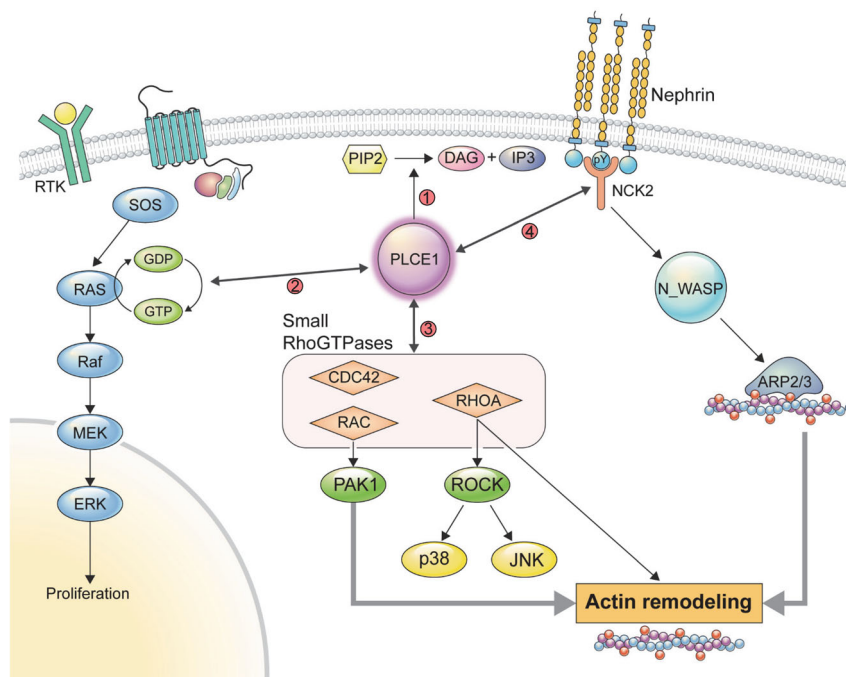 Nephrin
RTK
PIP2
DAG
+
IP3
pY
NCK2
SOS
1
4
PLCE1
GDP
RAS
2
GTP
N_WASP
3
Small
RhoGTPases
Raf
CDC42
ARP2/3
RHOA
RAC
MEK
PAK1
ROCK
ERK
p38
JNK
Proliferation
Actin remodeling